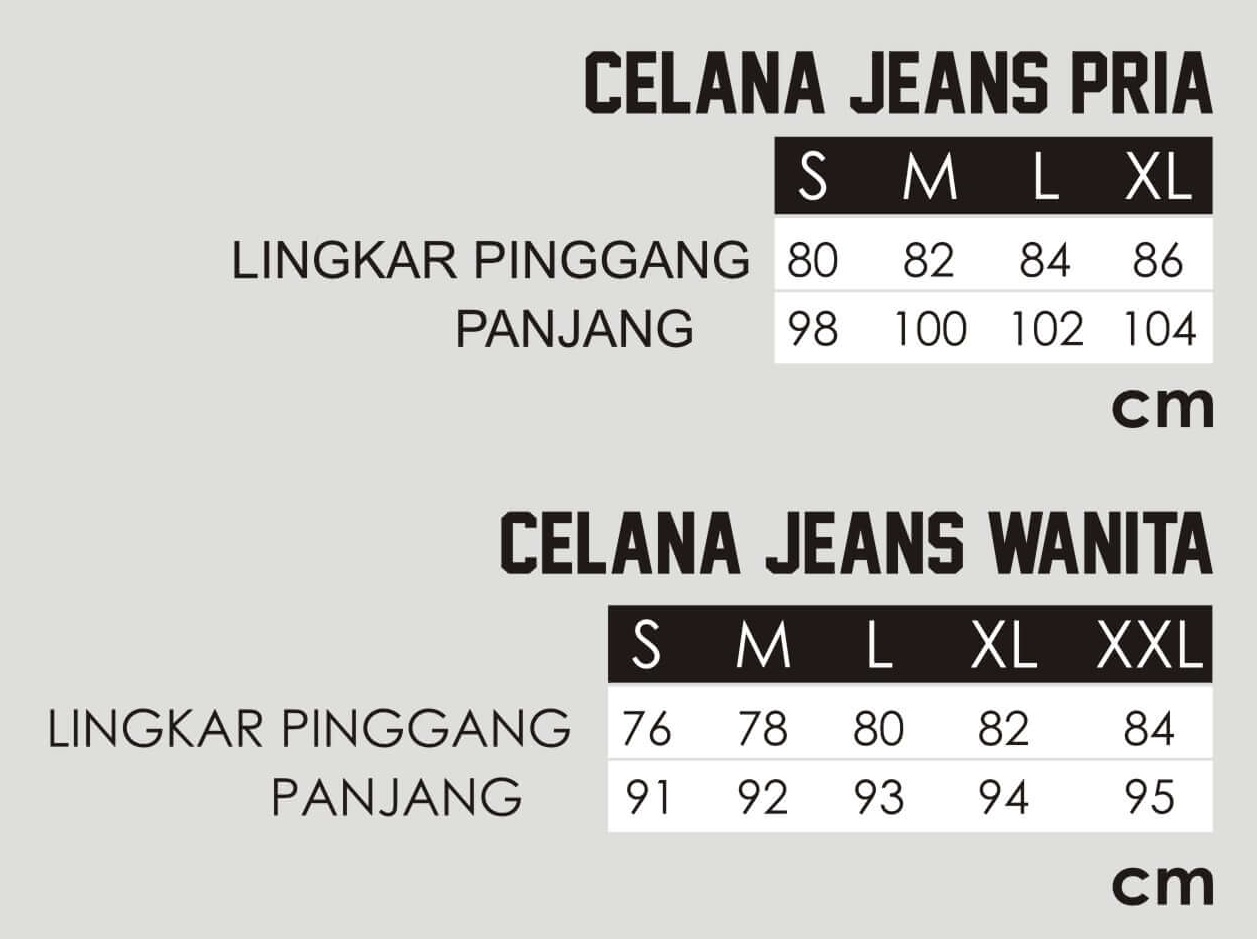 CELANA JEANS PRIA
S M L XL
LINGKAR PINGGANG 80 82 84 86
PANJANG 98 100 102 104
cm
CELANA JEANS WANITA
S M L XL XXL
LINGKAR PINGGANG 76 78 80 82 84
PANJANG 91 92 93 94 95
cm